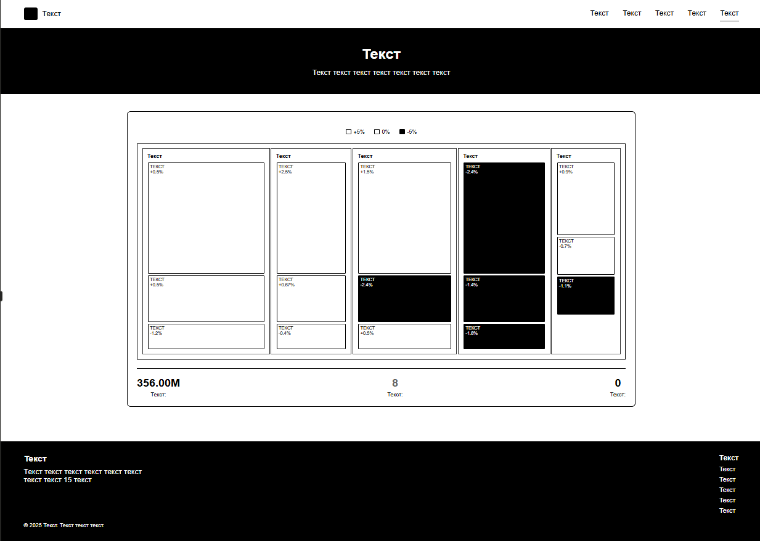 Текст
Текст Текст Текст Текст Текст
Текст
Текст текст текст текст текст текст текст
+5% 0% -5%
Текст Текст Текст Текст Текст
ТЕКСТ ТЕКСТ ТЕКСТ ТЕКСТ ТЕКСТ
+2.5% +1.5% -2.4% +0.9%
ТЕКСТ
-0.7%
ТЕКСТ ТЕКСТ ТЕКСТ ТЕКСТ ТЕКСТ
+0.5% +0.67% -2.4% -1.4% -1.1%
ТЕКСТ ТЕКСТ ТЕКСТ ТЕКСТ
-1.2% -0.4% +0.5% -1.8%
356.00M 8 0
Текст: Текст: Текст:
Текст
Текст текст текст текст текст текст
текст текст 15 текст
Текст
Текст
Текст
Текст
Текст
Текст
© 2025 Текст. Текст текст текст